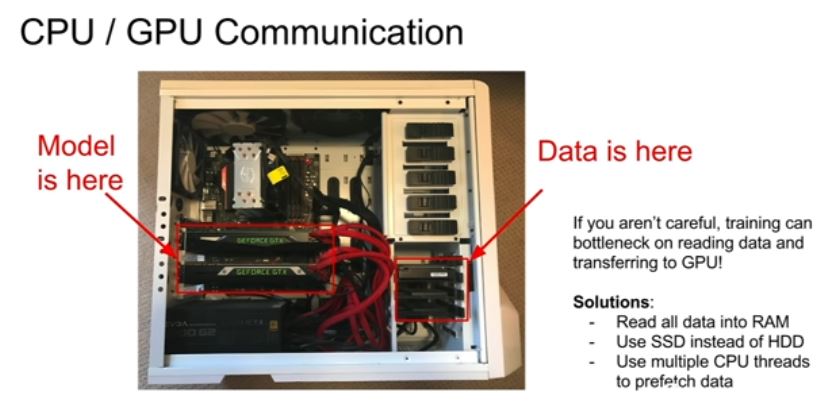 CPU / GPU Communication
Model
is here
Data is here
GEFORCE GTX
GEFORCE GTX
EVGA
If you aren't careful, training can
bottleneck on reading data and
transferring to GPU!
Solutions:
- Read all data into RAM
- Use SSD instead of HDD
- Use multiple CPU threads
to prefetch data